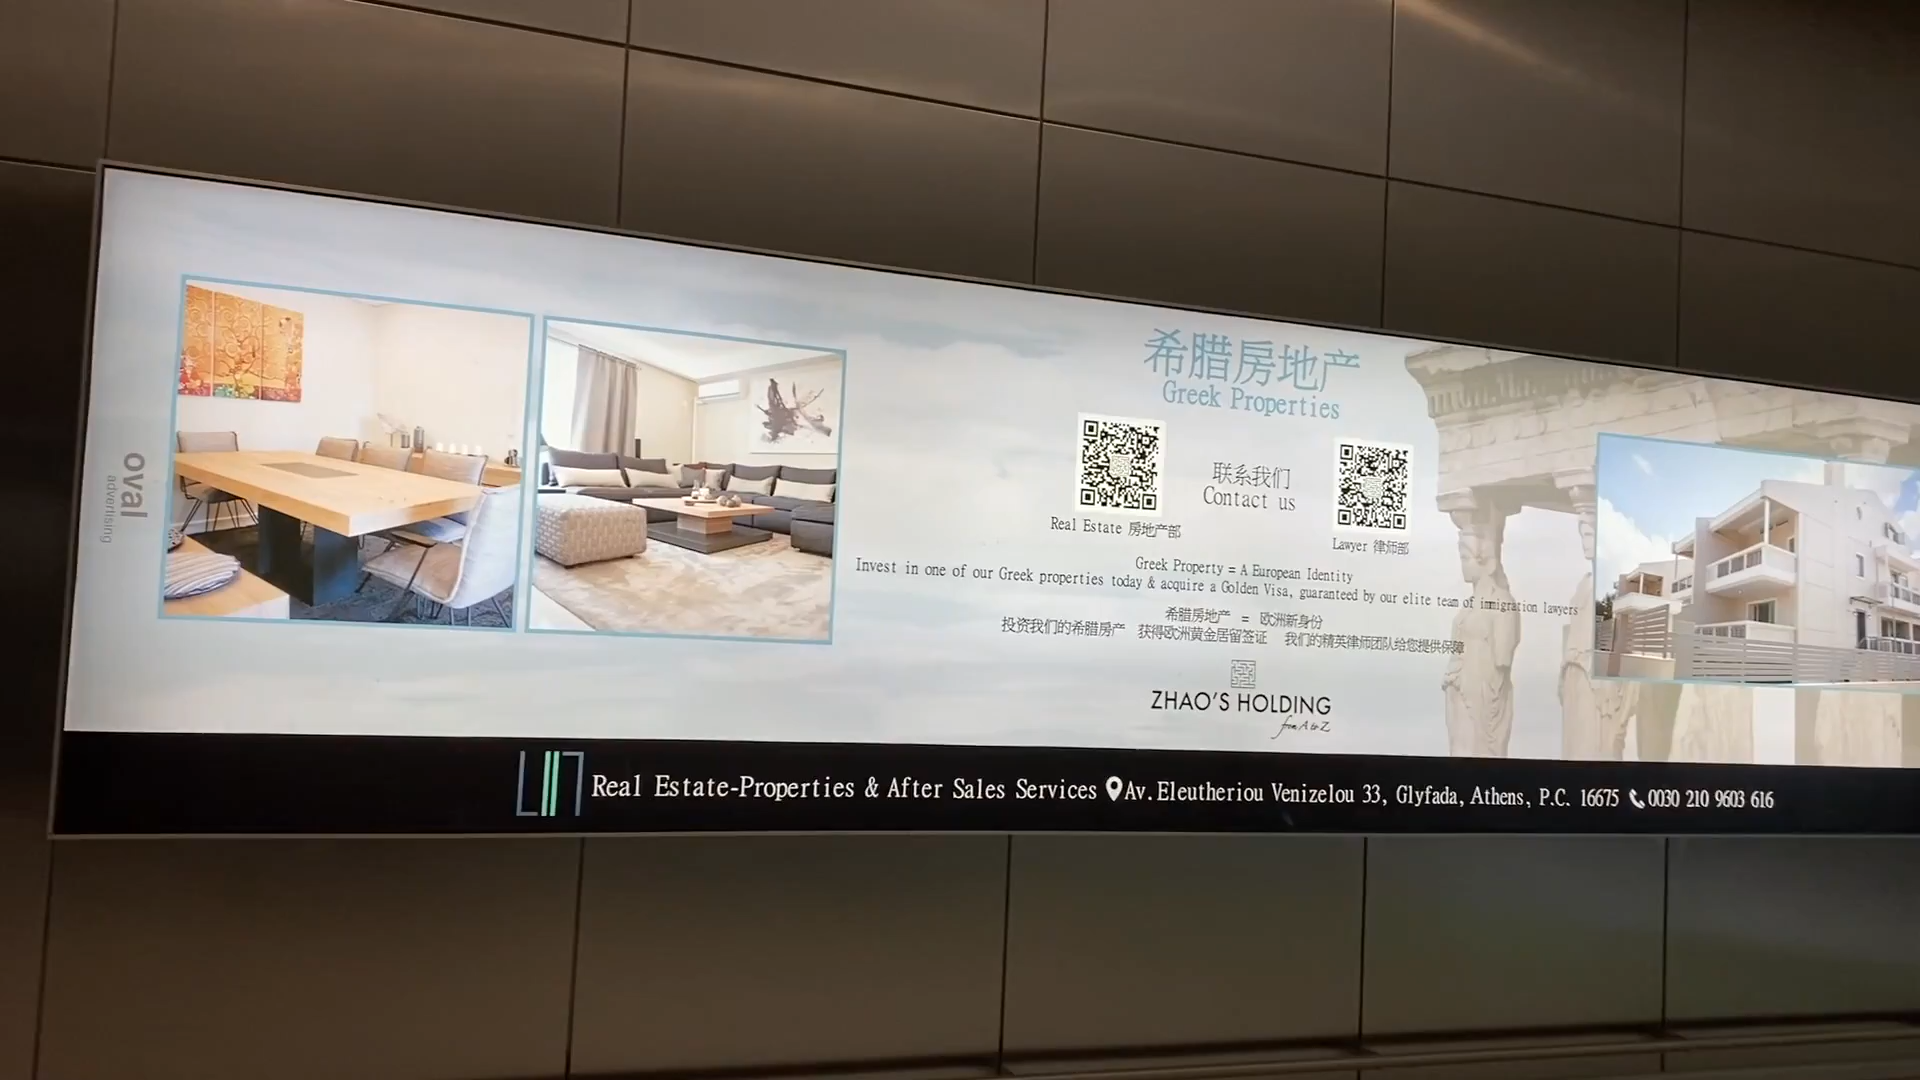 oval
advertising
希腊房地产
Greek Properties
联系我们
Contact us
Real Estate 房地产部
Lawyer 律师部
Greek Property = A European Identity
Invest in one of our Greek properties today & acquire a Golden Visa, guaranteed by our elite team of immigration lawyers
希腊房地产 = 欧洲新身份
投资我们的希腊房产 获得欧洲黄金居留签证 我们的精英律师团队给您提供保障
ZHAO'S HOLDING
from A to Z
Real Estate-Properties & After Sales Services Av. Eleutheriou Venizelou 33, Glyfada, Athens, P.C. 16675 0030 210 9603 616